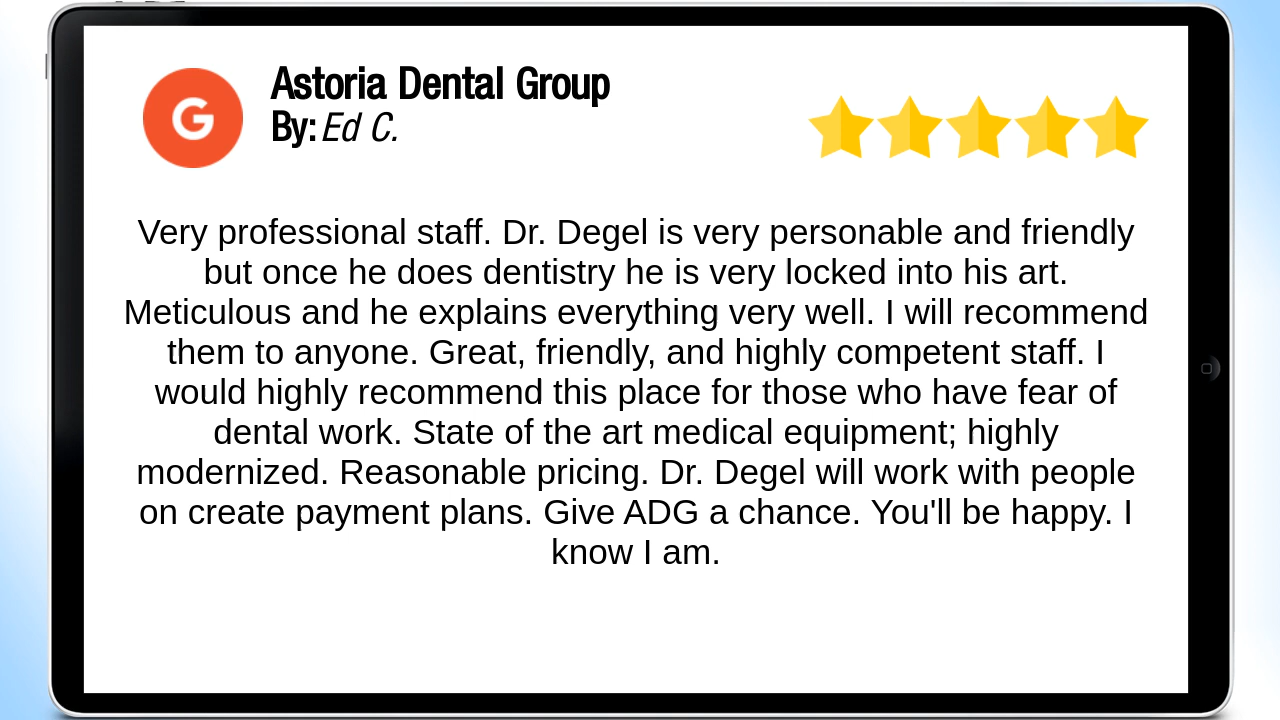 G
Astoria Dental Group
By: Ed C.
Very professional staff. Dr. Degel is very personable and friendly
but once he does dentistry he is very locked into his art.
Meticulous and he explains everything very well. I will recommend
them to anyone. Great, friendly, and highly competent staff. I
would highly recommend this place for those who have fear of
dental work. State of the art medical equipment; highly
modernized. Reasonable pricing. Dr. Degel will work with people
on create payment plans. Give ADG a chance. You'll be happy. I
know I am.